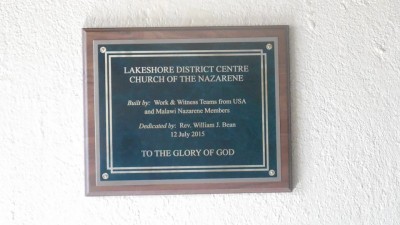 LAKESHORE DISTRICT CENTRE
CHURCH OF THE NAZARENE
Built by: Work & Witness Teams from USA
and Malawi Nazarene Members
Dedicated by: Rev. William J. Bean
12 July 2015
TO THE GLORY OF GOD